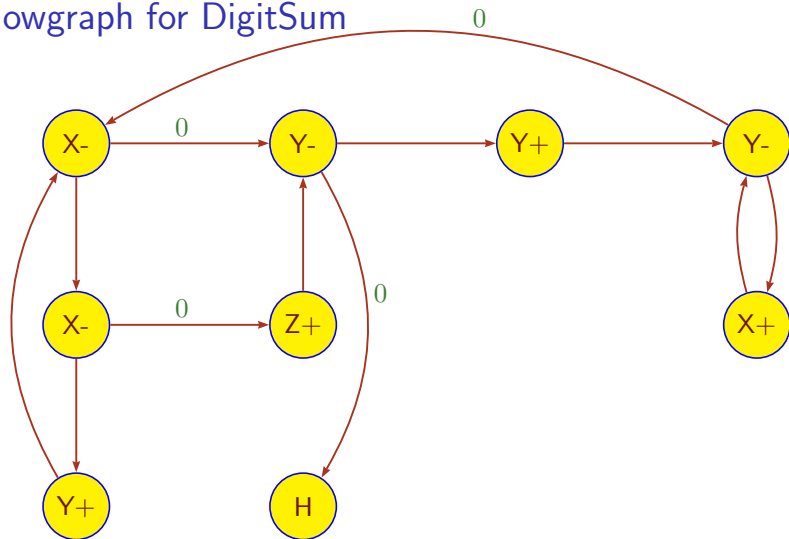 owgraph for DigitSum
0
X-
0
Y-
Y+
Y-
0
X-
0
Z+
X+
Y+
H